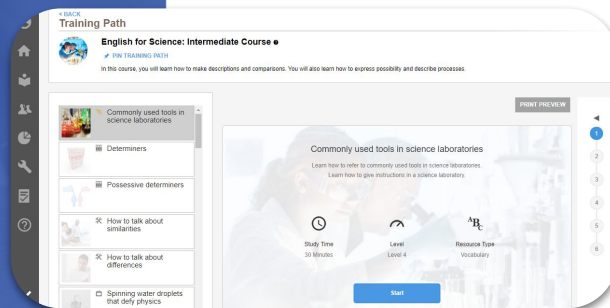 < BACK
Training Path
English for Science: Intermediate Course
PIN TRAINING PATH
In this course, you will learn how to make descriptions and comparisons. You will also learn how to express possibility and describe processes.
Commonly used tools in
science laboratories
Determiners
Possessive determiners
How to talk about
similarities
How to talk about
differences
Spinning water droplets
that defy physics
PRINT PREVIEW
Commonly used tools in science laboratories
Learn how to refer to commonly used tools in science laboratories.
Learn how to give instructions in a science laboratory.
ABC
Study Time
Level
Resource Type
30 Minutes
Level 4
Vocabulary
Start
1
2
3
4
5
6